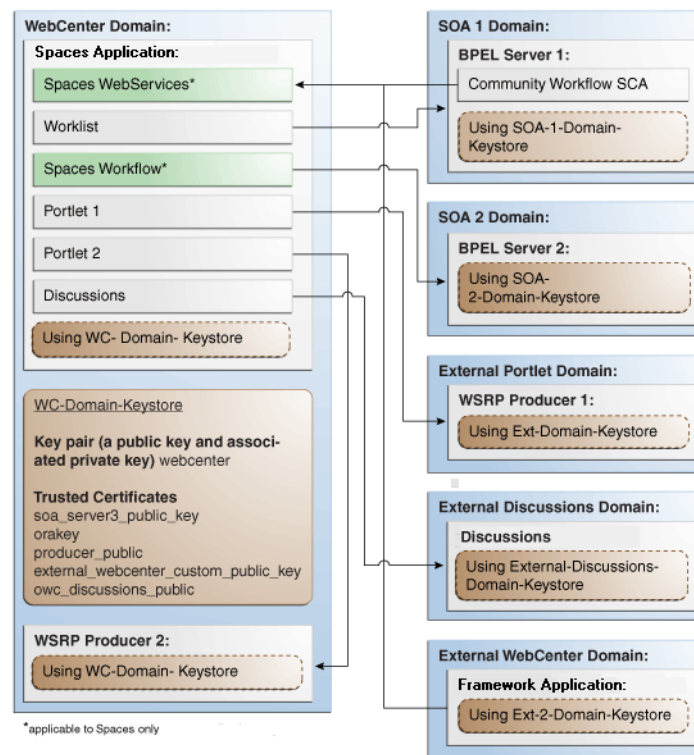 WebCenter Domain:
Spaces Application:
Spaces WebServices*
Worklist
Spaces Workflow*
Portlet 1
Portlet 2
Discussions
Using WC- Domain- Keystore
WC-Domain-Keystore
Key pair (a public key and associ-
ated private key) webcenter
Trusted Certificates
soa_server3_public_key
orakey
producer_public
external_webcenter_custom_public_key
owc_discussions_public
WSRP Producer 2:
Using WC-Domain- Keystore
*applicable to Spaces only
SOA 1 Domain:
BPEL Server 1:
Community Workflow SCA
Using SOA-1-Domain-
Keystore
SOA 2 Domain:
BPEL Server 2:
Using SOA-
2-Domain-Keystore
External Portlet Domain:
WSRP Producer 1:
Using Ext-Domain-Keystore
External Discussions Domain:
Discussions
Using External-Discussions-
Domain-Keystore
External WebCenter Domain:
Framework Application:
Using Ext-2-Domain-Keystore